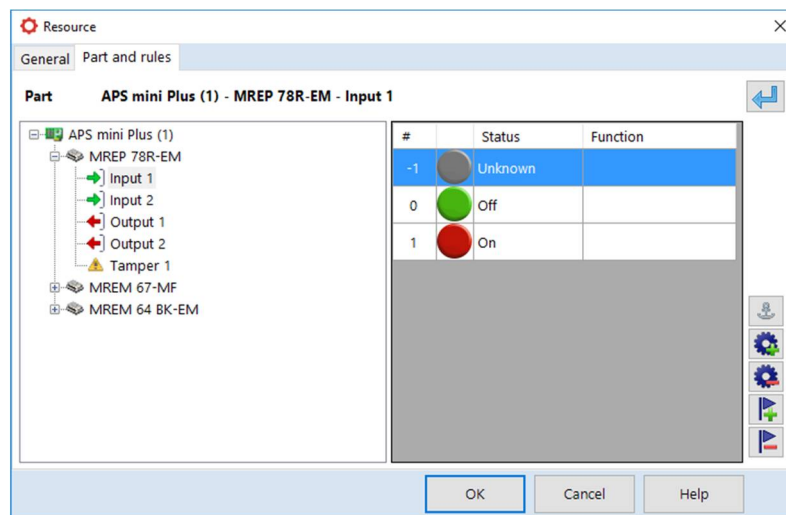 Resource
General Part and rules
Part APS mini Plus (1) - MREP 78R-EM - Input 1
APS mini Plus (1)
MREP 78R-EM
Input 1
Input 2
Output 1
Output 2
Tamper 1
MREM 67-MF
MREM 64 BK-EM
# Status Function
-1 Unknown
0 Off
1 On
OK Cancel Help